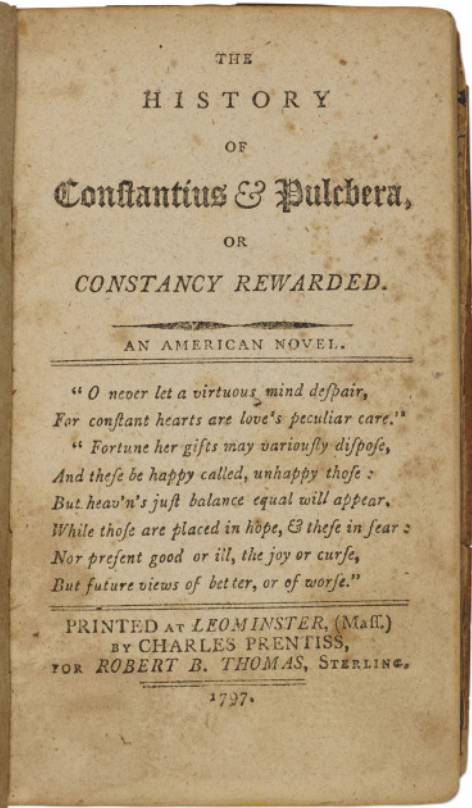 THE
HISTORY
OF
Conſtantius & Pulchera,
OR
CONSTANCY REWARDED.
AN AMERICAN NOVEL.
“ O never let a virtuous mind deſpair,
For conſtant hearts are love's peculiar care.”
“ Fortune her gifts may variouſly diſpoſe,
And theſe be happy called, unhappy thoſe :
But heav'n's juſt balance equal will appear,
While thoſe are placed in hope, & theſe in fear :
Nor preſent good or ill, the joy or curſe,
But future views of better, or of worſe.”
PRINTED AT LEOMINSTER, (Maſſ.)
BY CHARLES PRENTISS,
FOR ROBERT B. THOMAS, STERLING.
1797.